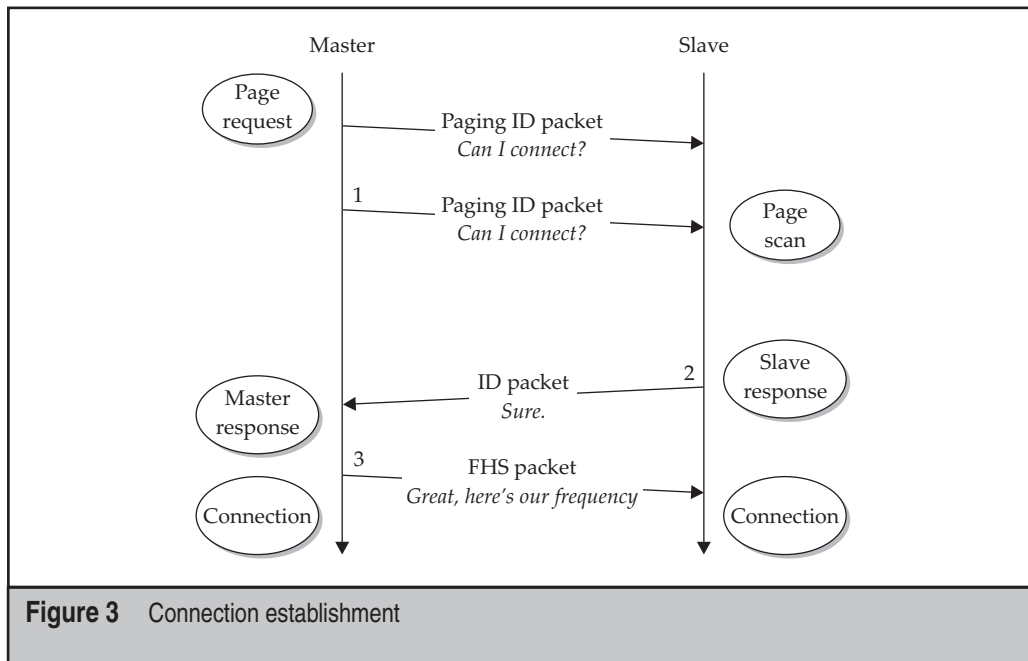 Master
Slave
Page
request
Paging ID packet
Can I connect?
1
Paging ID packet
Can I connect?
Page
scan
2
ID packet
Sure.
Slave
response
Master
response
3
FHS packet
Great, here's our frequency
Connection
Connection
Figure 3 Connection establishment